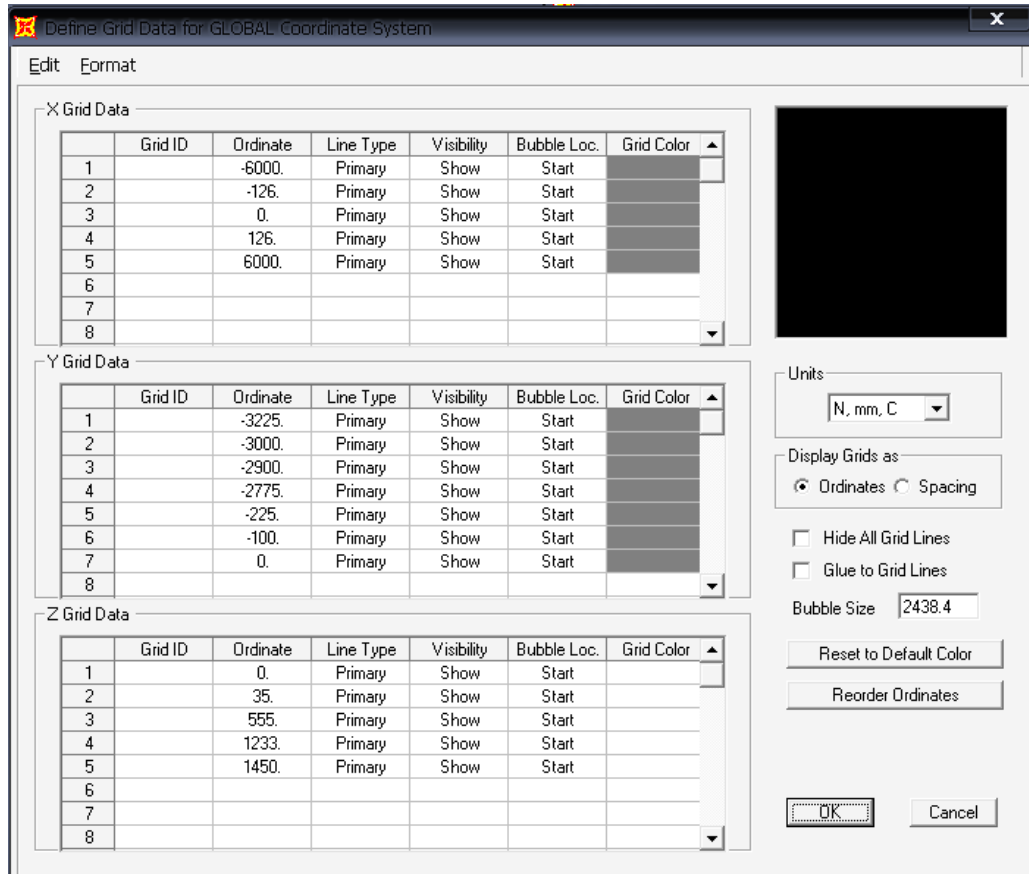 Define Grid Data for GLOBAL Coordinate System x
Edit Format
X Grid Data
Grid ID Ordinate Line Type Visibility Bubble Loc. Grid Color
1 -6000. Primary Show Start
2 -126. Primary Show Start
3 0. Primary Show Start
4 126. Primary Show Start
5 6000. Primary Show Start
6
7
8
Y Grid Data
Grid ID Ordinate Line Type Visibility Bubble Loc. Grid Color
1 -3225. Primary Show Start
2 -3000. Primary Show Start
3 -2900. Primary Show Start
4 -2775. Primary Show Start
5 -225. Primary Show Start
6 -100. Primary Show Start
7 0. Primary Show Start
8
Z Grid Data
Grid ID Ordinate Line Type Visibility Bubble Loc. Grid Color
1 0. Primary Show Start
2 35. Primary Show Start
3 555. Primary Show Start
4 1233. Primary Show Start
5 1450. Primary Show Start
6
7
8
Units
N, mm, C
Display Grids as
Ordinates Spacing
Hide All Grid Lines
Glue to Grid Lines
Bubble Size 2438.4
Reset to Default Color
Reorder Ordinates
OK Cancel